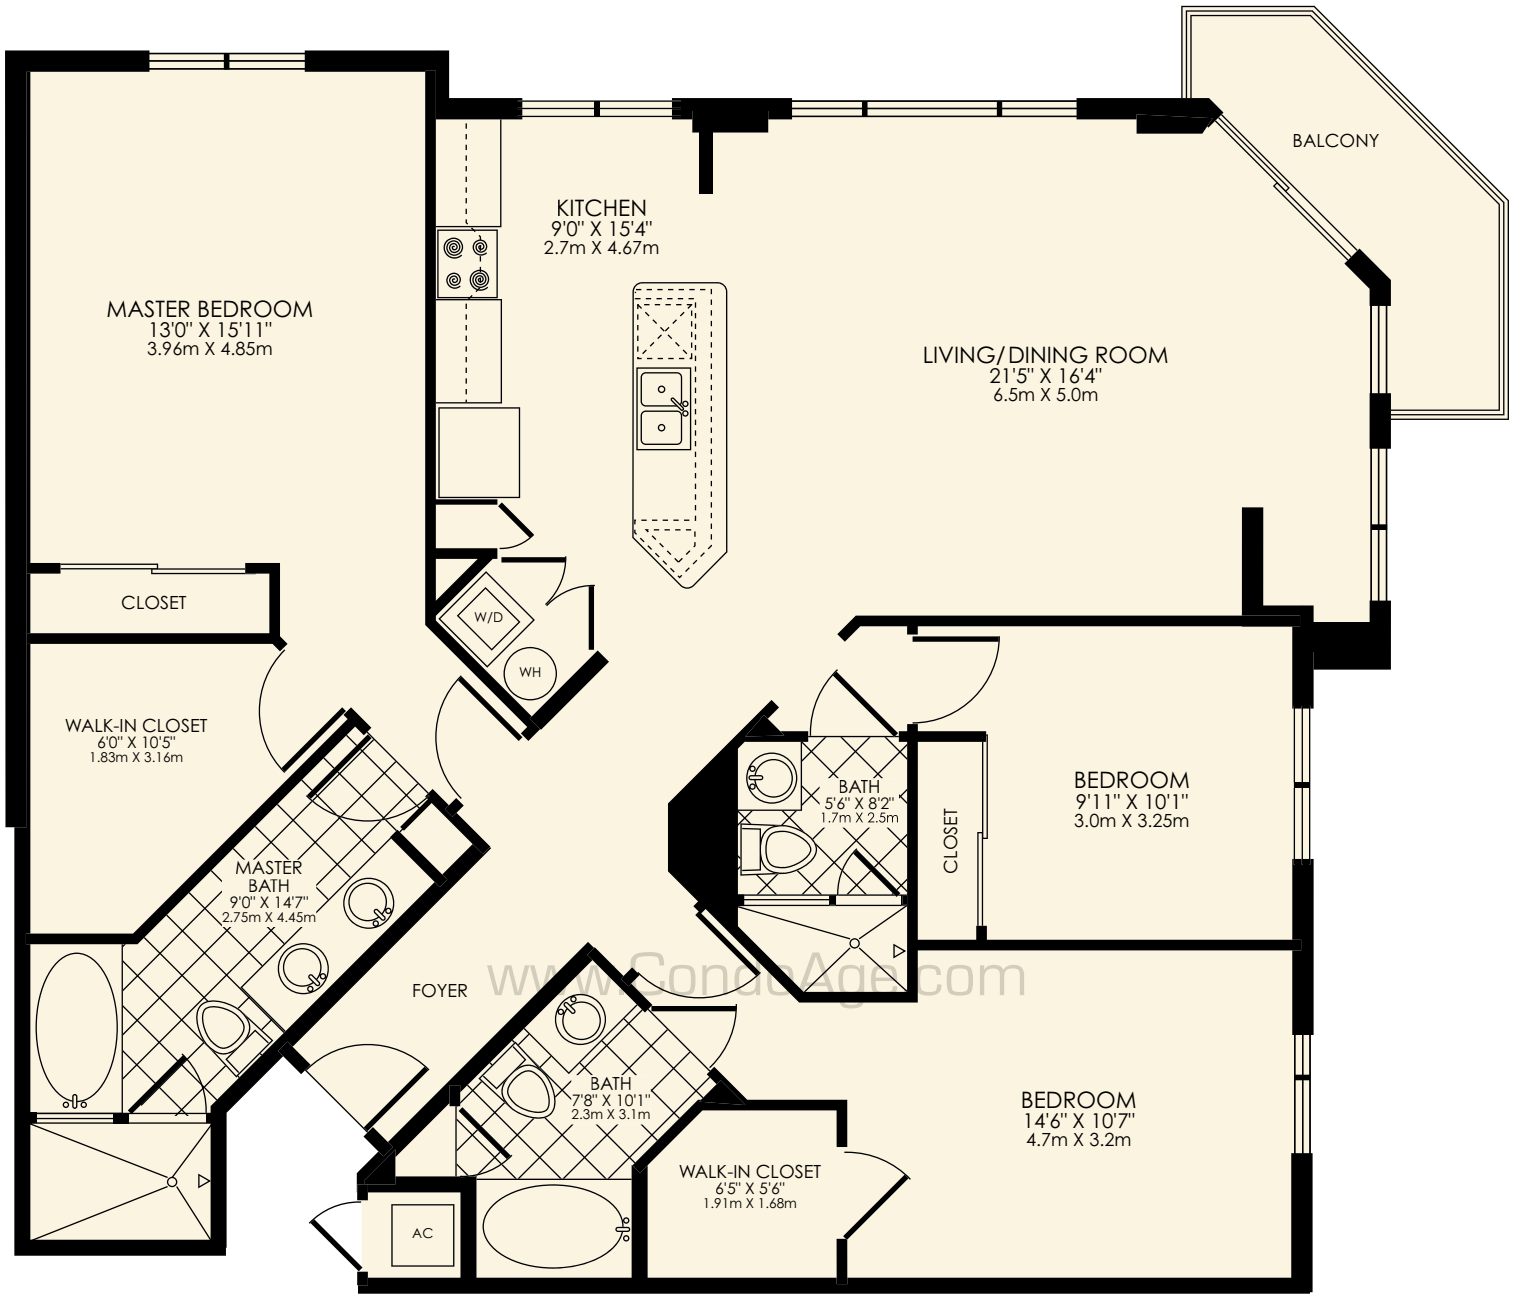 BALCONY
KITCHEN
9'0" X 15'4"
2.7m X 4.67m
MASTER BEDROOM
13'0" X 15'11"
3.96m X 4.85m
LIVING/DINING ROOM
21'5" X 16'4"
6.5m X 5.0m
CLOSET
W/D
WH
WALK-IN CLOSET
6'0" X 10'5"
1.83m X 3.16m
BATH
5'6" X 8'2"
1.7m X 2.5m
CLOSET
BEDROOM
9'11" X 10'1"
3.0m X 3.25m
MASTER
BATH
9'0" X 14'7"
2.75m X 4.45m
FOYER
www.CondoAge.com
BATH
7'8" X 10'1"
2.3m X 3.1m
BEDROOM
14'6" X 10'7"
4.7m X 3.2m
WALK-IN CLOSET
6'5" X 5'6"
1.91m X 1.68m
AC